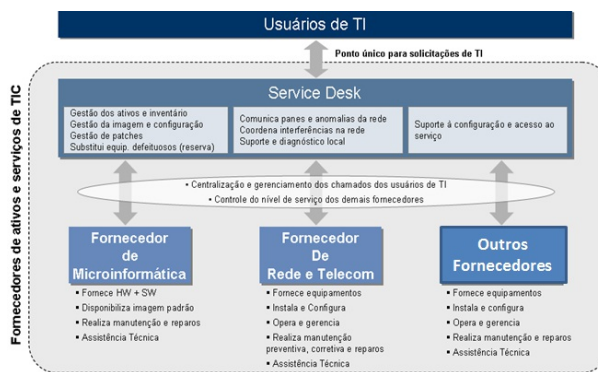 Usuários de TI
Ponto único para solicitações de TI
Fornecedores de ativos e serviços de TIC
Service Desk
Gestão dos ativos e inventário
Gestão da imagem e configuração
Gestão de patches
Substitui equip. defeituosos (reserva)
Comunica panes e anomalias da rede
Coordena interferências na rede
Suporte e diagnóstico local
Suporte à configuração e acesso ao
serviço
▪ Centralização e gerenciamento dos chamados dos usuários de TI
▪ Controle do nível de serviço dos demais fornecedores
Fornecedor
de
Microinformática
▪ Fornece HW + SW
▪ Disponibiliza imagem padrão
▪ Realiza manutenção e reparos
▪ Assistência Técnica
Fornecedor
De
Rede e Telecom
▪ Fornece equipamentos
▪ Instala e Configura
▪ Opera e gerencia
▪ Realiza manutenção
preventiva, corretiva e reparos
▪ Assistência Técnica
Outros
Fornecedores
▪ Fornece equipamentos
▪ Instala e configura
▪ Opera e gerencia
▪ Realiza manutenção e reparos
▪ Assistência Técnica